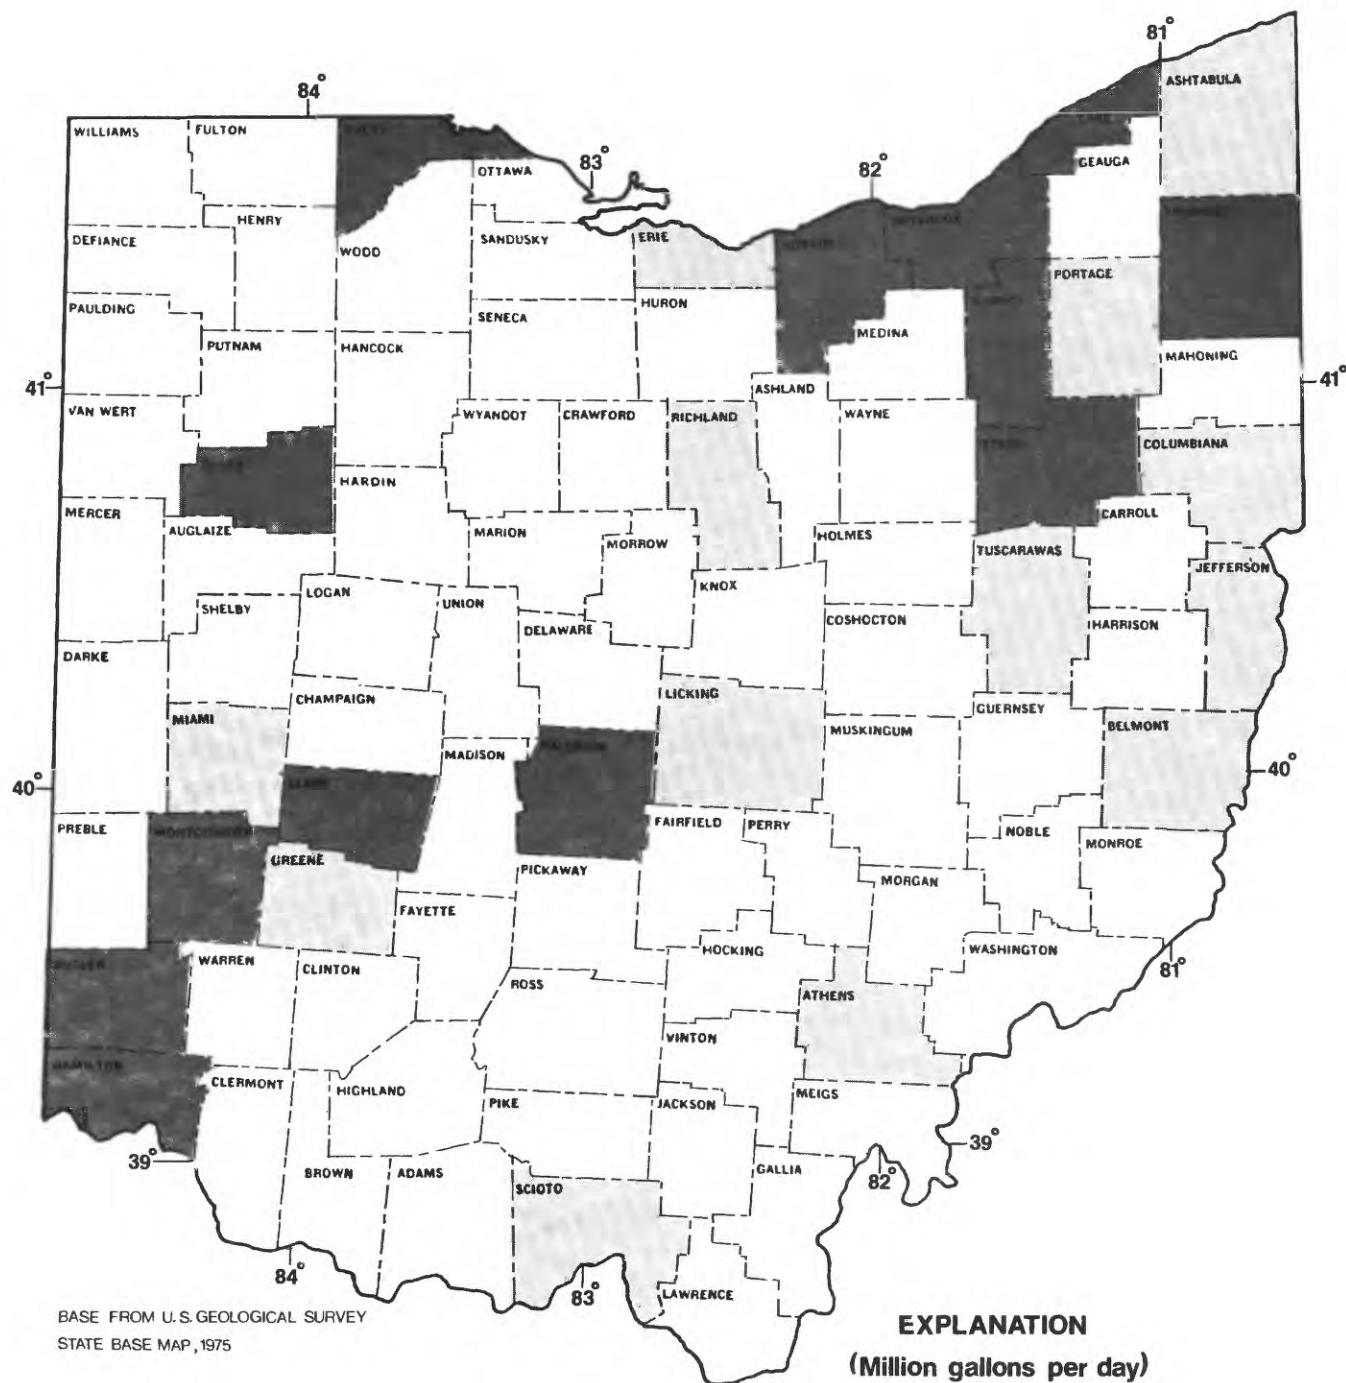 81°
ASHTABULA
84°
WILLIAMS
FULTON
LAKE
GEAUGA
83°
82°
OTTAWA
HENRY
DEFIANCE
WODD
SANDUSKY
ERIE
PORTAGE
PAULDING
SENECA
HURON
MEDINA
PUTNAM
HANCOCK
MAHONING
41°
41°
ASHLAND
VAN WERT
WYANDOT
CRAWFORD
RICHLAND
WAYNE
COLUMBIANA
HARDIN
MERCER
AUGLAIZE
MARION
MORROW
HOLMES
CARROLL
TUSCARAWAS
JEFFERSON
LOGAN
KNOX
SHELBY
UNION
DELAWARE
COSHOCTON
HARRISON
DARKE
CHAMPAIGN
LICKING
GUERNSEY
MIAMI
BELMONT
MUSKINGUM
MADISON
40°
40°
PREBLE
MONTGOMERY
FAIRFIELD
PERRY
NOBLE
MONROE
GREENE
PICKAWAY
MORGAN
FAYETTE
HOCKING
WASHINGTON
BUTLER
WARREN
CLINTON
81°
ROSS
ATHENS
VINTON
HAMILTON
CLERMONT
HIGHLAND
PIKE
JACKSON
MEIGS
39°
39°
BROWN
ADAMS
GALLIA
82°
SCIOTO
84°
83°
LAWRENCE
BASE FROM U.S. GEOLOGICAL SURVEY
STATE BASE MAP, 1975
EXPLANATION
(Million gallons per day)